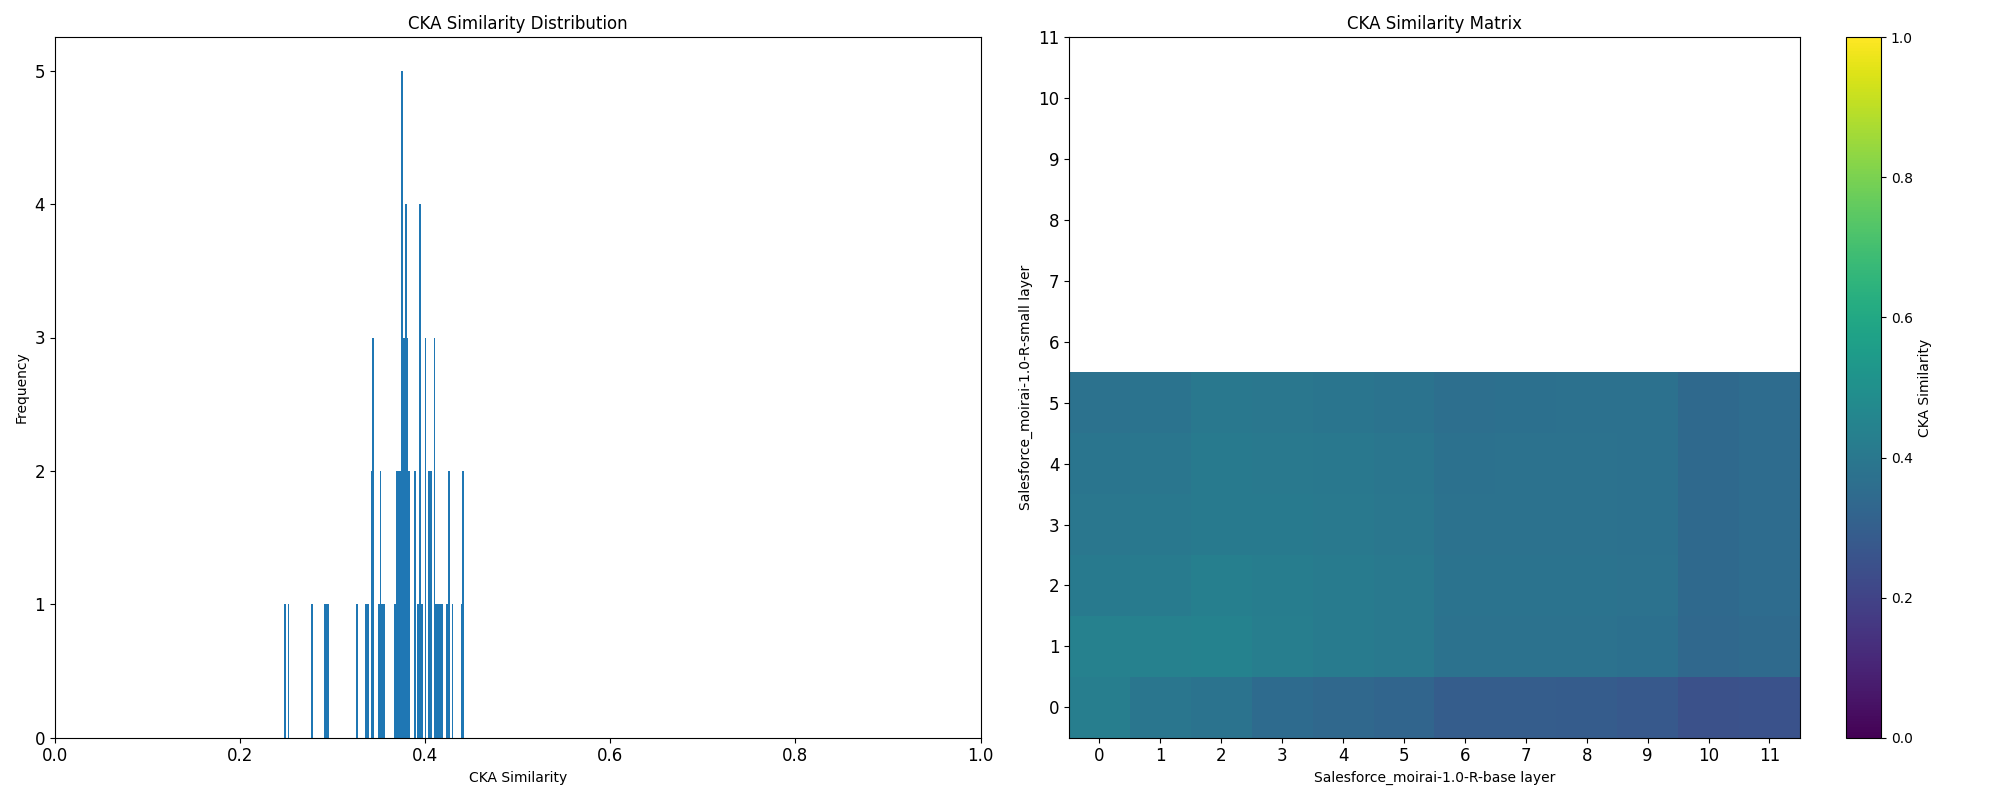 CKA Similarity Distribution
5
4
3
2
1
0
Frequency
0.0 0.2 0.4 0.6 0.8 1.0
CKA Similarity
CKA Similarity Matrix
11
10
9
8
7
6
5
4
3
2
1
0
Salesforce_moirai-1.0-R-small layer
0 1 2 3 4 5 6 7 8 9 10 11
Salesforce_moirai-1.0-R-base layer
1.0
0.8
0.6
0.4
0.2
0.0
CKA Similarity